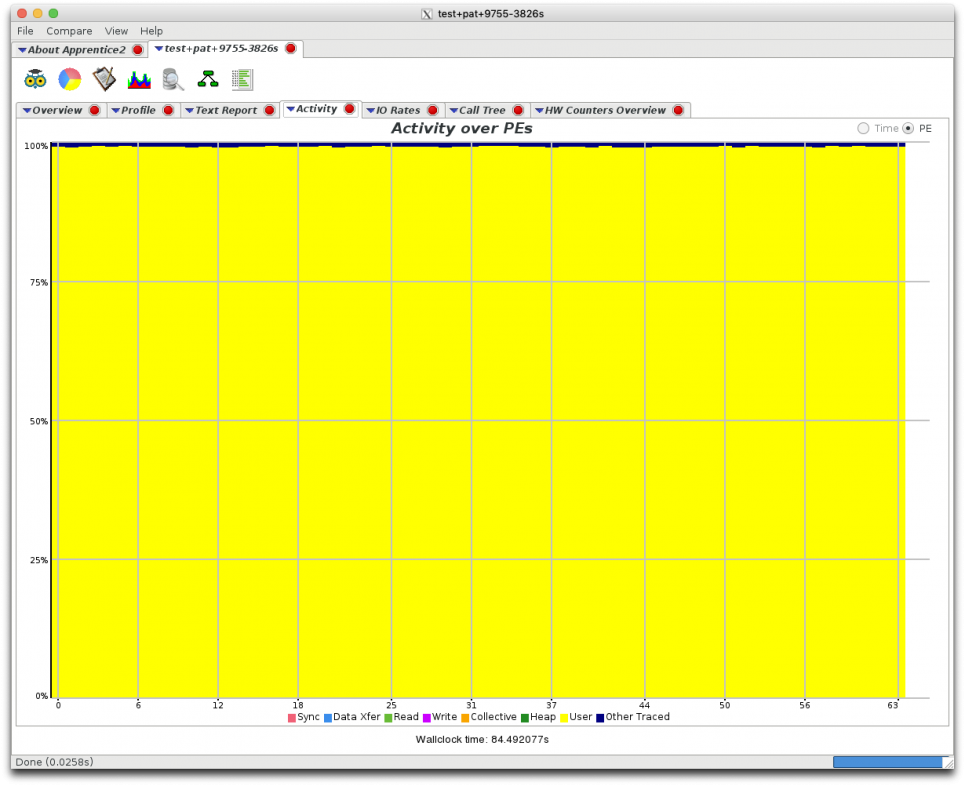 test+pat+9755-3826s
File Compare View Help
About Apprentice2 test+pat+9755-3826s
Overview Profile Text Report Activity IO Rates Call Tree HW Counters Overview
Activity over PEs Time PE
100%
75%
50%
25%
0%
0 6 12 18 25 31 37 44 50 56 63
Sync Data Xfer Read Write Collective Heap User Other Traced
Wallclock time: 84.492077s
Done (0.0258s)